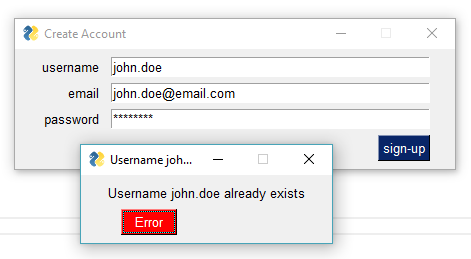 Create Account
username john.doe
email john.doe@email.com
password ********
sign-up
Username joh...
Username john.doe already exists
Error